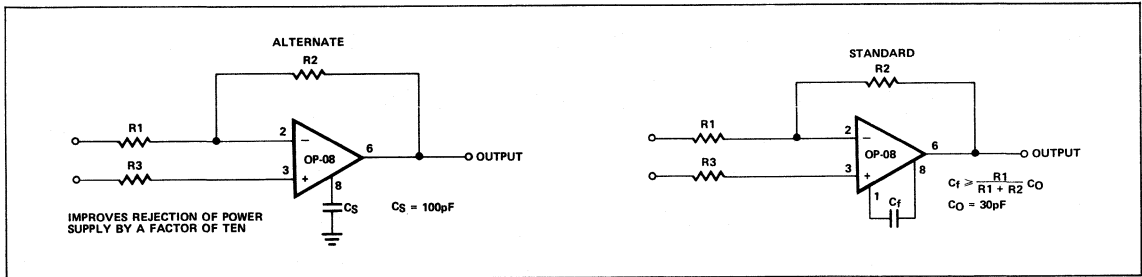 ALTERNATE
R2
R1
R3
2
−
OP-08
3
+
6
8
OUTPUT
CS
CS = 100pF
IMPROVES REJECTION OF POWER
SUPPLY BY A FACTOR OF TEN
STANDARD
R2
R1
R3
2
−
OP-08
3
+
6
8
1
Cf
OUTPUT
Cf ⩾ R1 / R1 + R2 CO
CO = 30pF